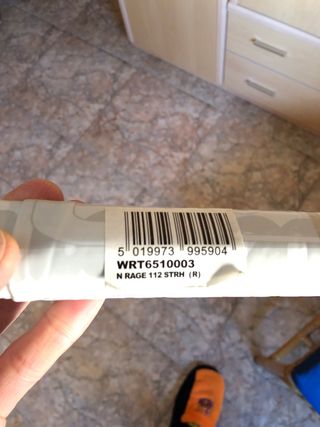 5 019973 995904
WRT6510003
N RAGE 112 STRH (R)